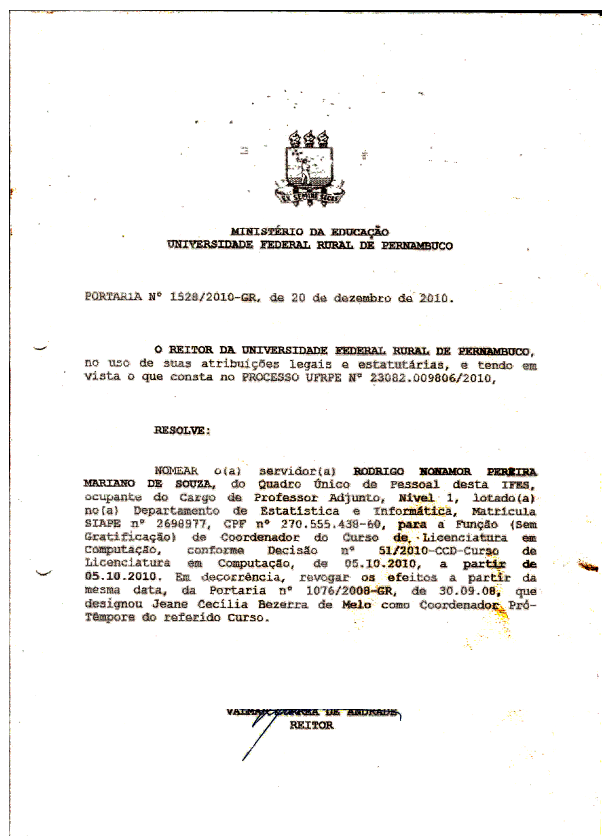 MINISTÉRIO DA EDUCAÇÃO
UNIVERSIDADE FEDERAL RURAL DE PERNAMBUCO
PORTARIA Nº 1528/2010-GR, de 20 de dezembro de 2010.
O REITOR DA UNIVERSIDADE FEDERAL RURAL DE PERNAMBUCO,
no uso de suas atribuições legais e estatutárias, e tendo em
vista o que consta no PROCESSO UFRPE Nº 23082.009806/2010,
RESOLVE:
NOMEAR o(a) servidor(a) RODRIGO NONAMOR PEREIRA
MARIANO DE SOUZA, do Quadro Único de Pessoal desta IFES,
ocupante do Cargo de Professor Adjunto, Nível 1, lotado(a)
no(a) Departamento de Estatística e Informática, Matrícula
SIAPE nº 2698977, CPF nº 270.555.438-60, para a Função (Sem
Gratificação) de Coordenador do Curso de Licenciatura em
Computação, conforme Decisão nº 51/2010-CCD-Curso de
Licenciatura em Computação, de 05.10.2010, a partir de
05.10.2010. Em decorrência, revogar os efeitos a partir da
mesma data, da Portaria nº 1076/2008-GR, de 30.09.08, que
designou Jeane Cecília Bezerra de Melo como Coordenador Pró-
Têmpore do referido Curso.
VALMAR CORREA DE ANDRADE
REITOR